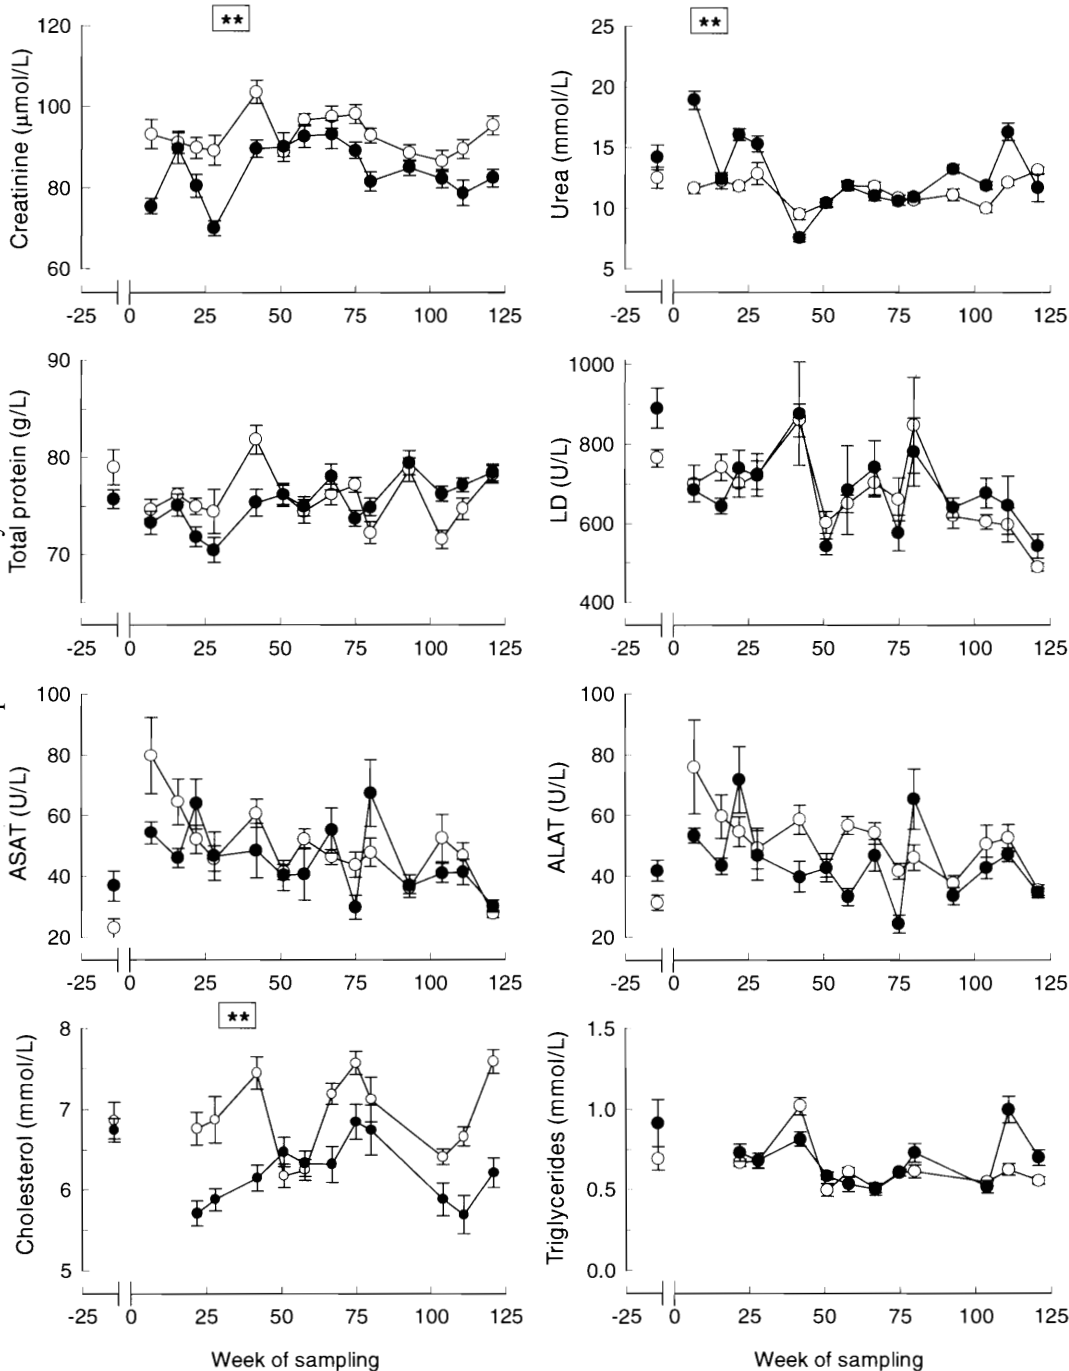 ★★
120
100
80
60
Creatinine (μmol/L)
-25 0 25 50 75 100 125
★★
25
20
15
10
5
Urea (mmol/L)
-25 0 25 50 75 100 125
90
80
70
Total protein (g/L)
-25 0 25 50 75 100 125
1000
800
600
400
LD (U/L)
-25 0 25 50 75 100 125
100
80
60
40
20
ASAT (U/L)
-25 0 25 50 75 100 125
100
80
60
40
20
ALAT (U/L)
-25 0 25 50 75 100 125
★★
8
7
6
5
Cholesterol (mmol/L)
-25 0 25 50 75 100 125
Week of sampling
1.5
1.0
0.5
0.0
Triglycerides (mmol/L)
-25 0 25 50 75 100 125
Week of sampling